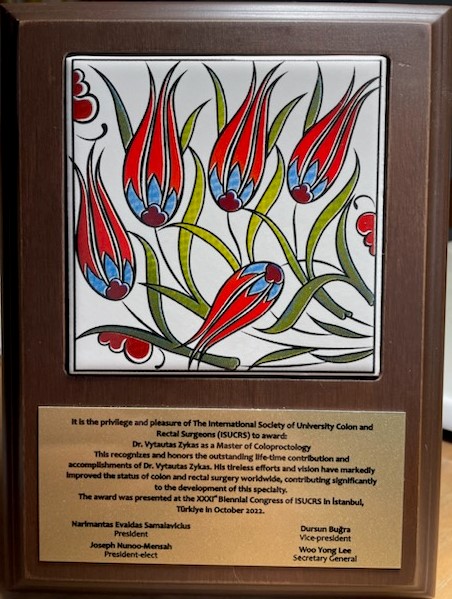 It is the privilege and pleasure of The International Society of University Colon and
Rectal Surgeons (ISUCRS) to award:
Dr. Vytautas Zykas as a Master of Coloproctology
This recognizes and honors the outstanding life-time contribution and
accomplishments of Dr. Vytautas Zykas. His tireless efforts and vision have markedly
improved the status of colon and rectal surgery worldwide, contributing significantly
to the development of this specialty.
The award was presented at the XXXIˢᵗ Biennial Congress of ISUCRS in İstanbul,
Türkiye in October 2022.
Narimantas Evaldas Samalavicius
President
Dursun Buğra
Vice-president
Joseph Nunoo-Mensah
President-elect
Woo Yong Lee
Secretary General